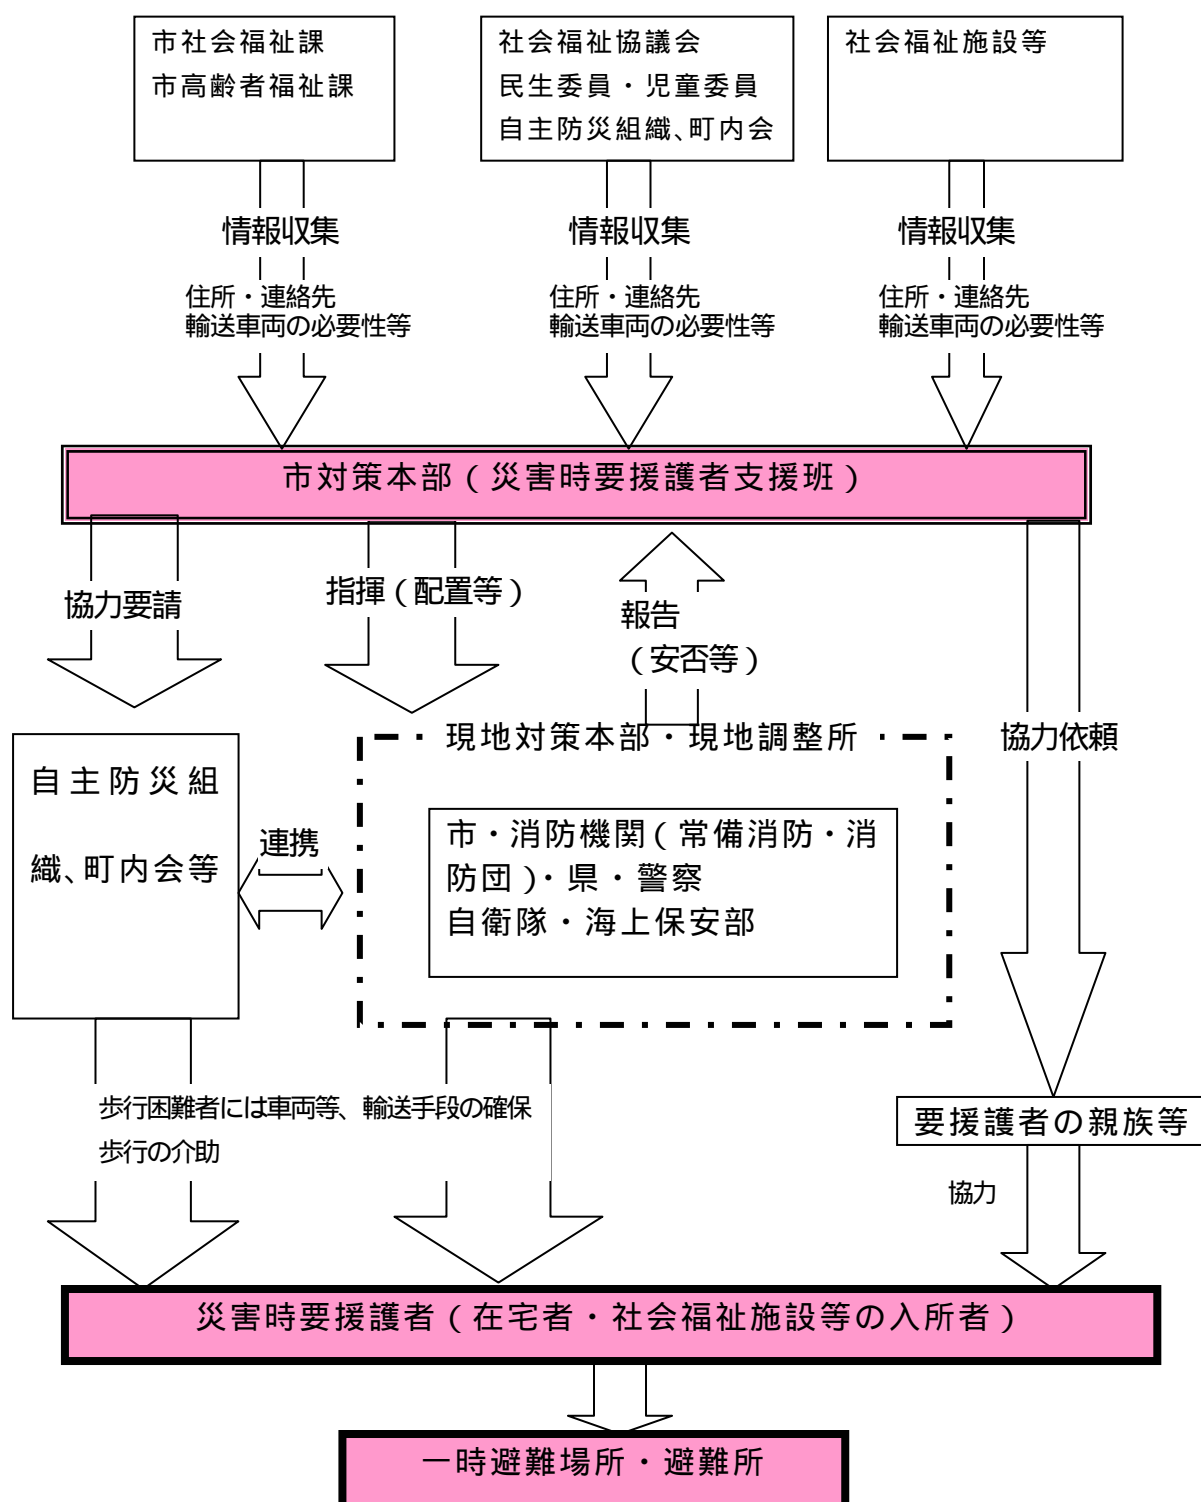 市社会福祉課
市高齢者福祉課
社会福祉協議会
民生委員・児童委員
自主防災組織、町内会
社会福祉施設等
情報収集
情報収集
情報収集
住所・連絡先
輸送車両の必要性等
住所・連絡先
輸送車両の必要性等
住所・連絡先
輸送車両の必要性等
市対策本部(災害時要援護者支援班)
協力要請
指揮(配置等)
報告
(安否等)
協力依頼
現地対策本部・現地調整所
自主防災組
織、町内会等
連携
市・消防機関(常備消防・消
防団)・県・警察
自衛隊・海上保安部
歩行困難者には車両等、輸送手段の確保
歩行の介助
要援護者の親族等
協力
災害時要援護者(在宅者・社会福祉施設等の入所者)
一時避難場所・避難所